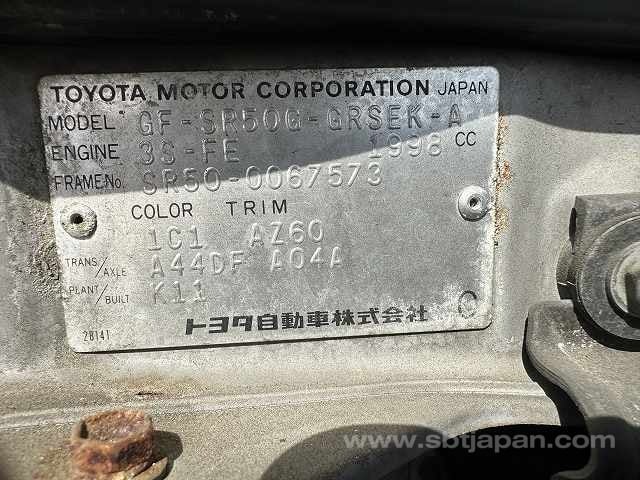 TOYOTA MOTOR CORPORATION JAPAN
MODEL GF-SR50G-GRSEK-A
ENGINE 3S-FE 1998 CC
FRAME No. SR50-0067573
COLOR TRIM
1C1 AZ60
TRANS/AXLE A44DF A04A
PLANT/BUILT K11
トヨタ自動車株式会社 C
28141
www.sbtjapan.com/